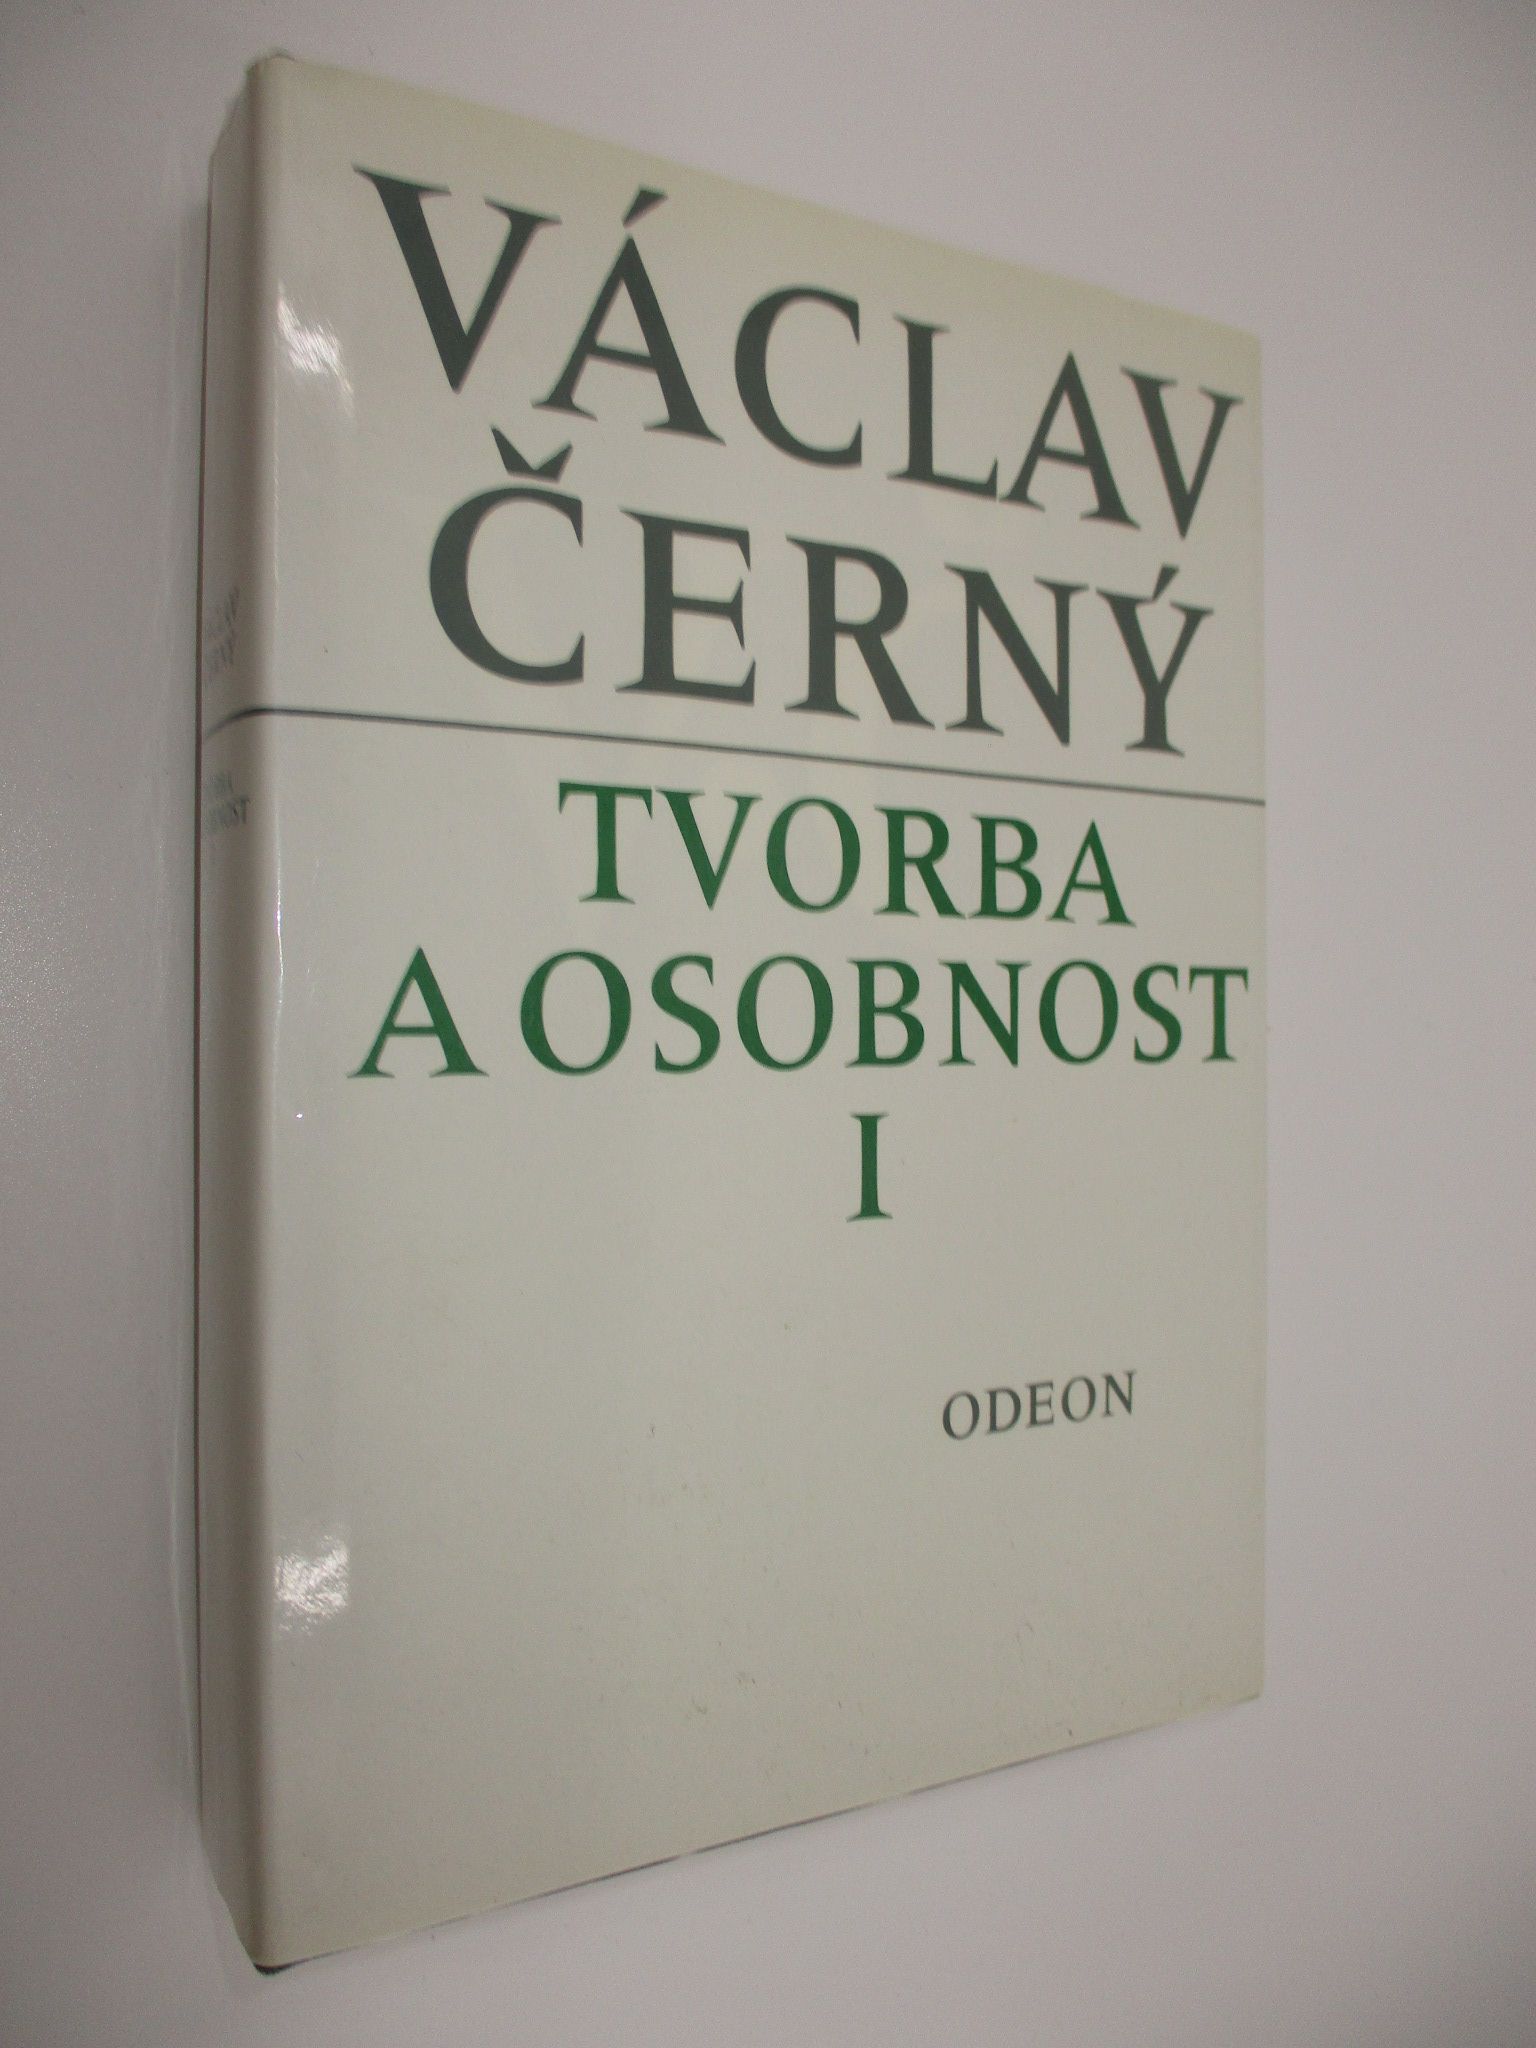 VÁCLAV
ČERNÝ
TVORBA
A OSOBNOST
I
ODEON